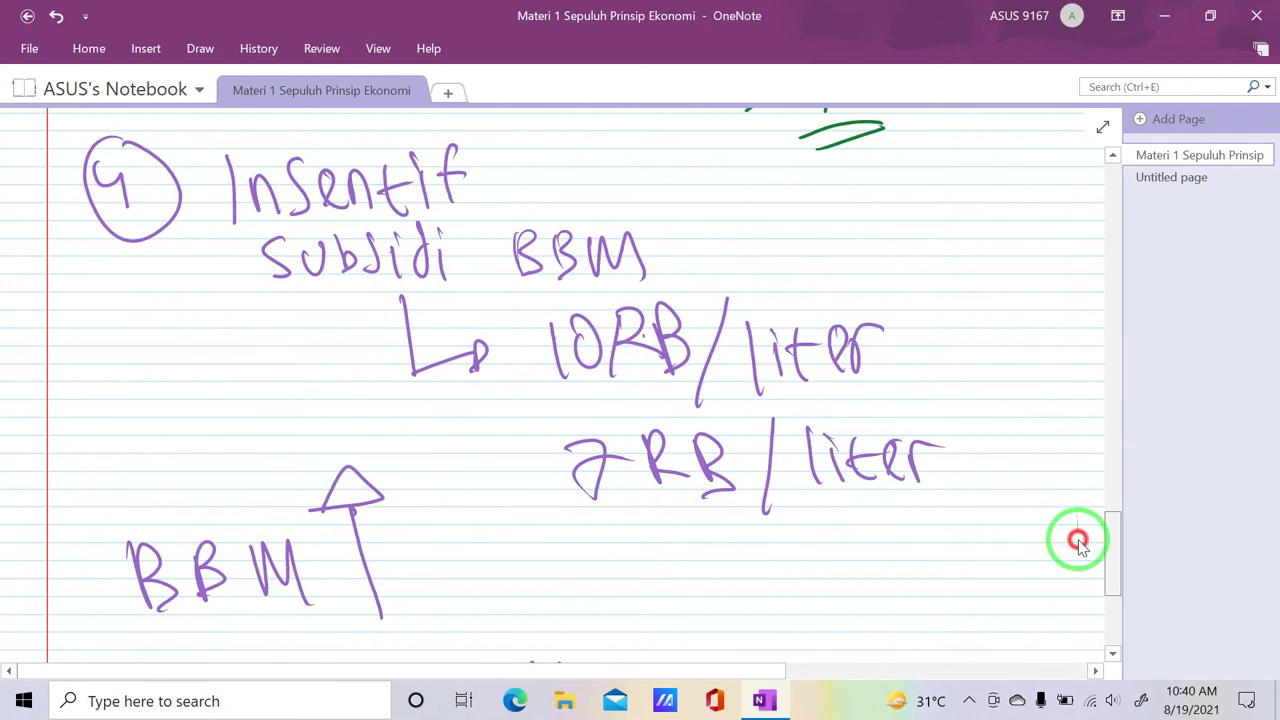 Materi 1 Sepuluh Prinsip Ekonomi - OneNote
ASUS 9167
A
File Home Insert Draw History Review View Help
ASUS's Notebook
Materi 1 Sepuluh Prinsip Ekonomi
Search (Ctrl+E)
Add Page
Materi 1 Sepuluh Prinsip
Untitled page
4 Insentif
subsidi BBM
10RB/liter
7RB/liter
BBM
Type here to search
31°C
10:40 AM
8/19/2021